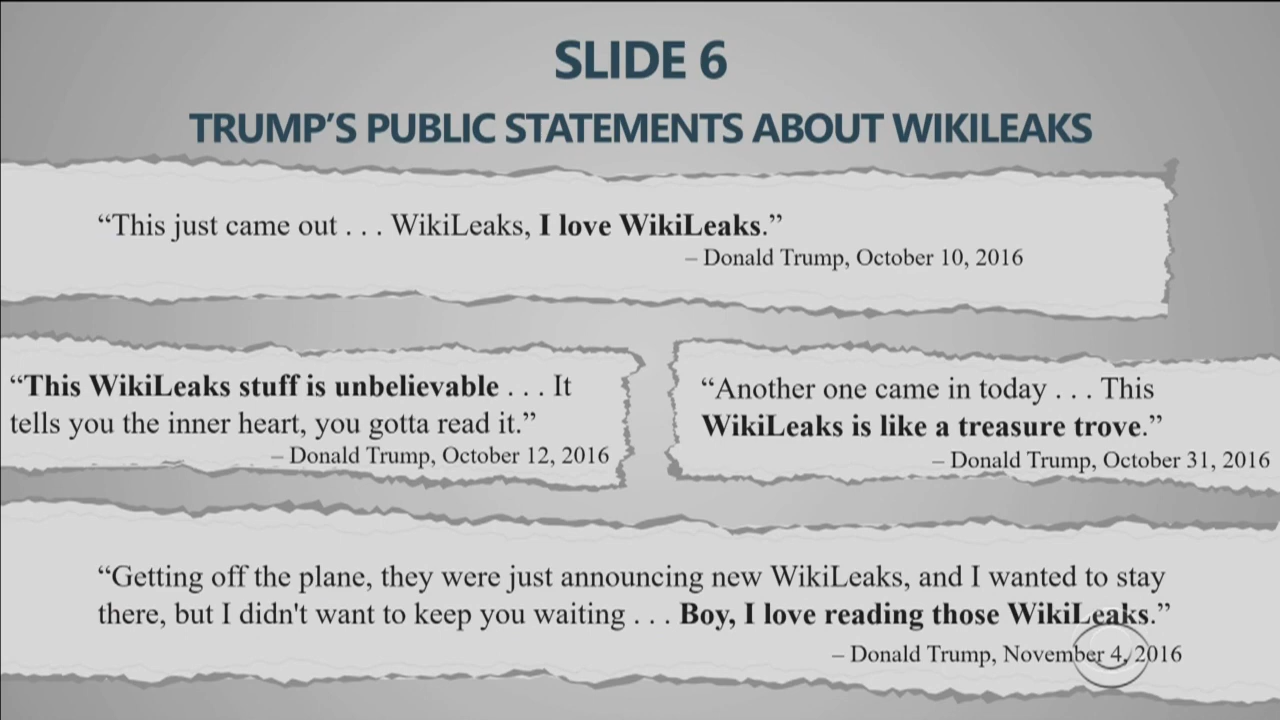 SLIDE 6
TRUMP’S PUBLIC STATEMENTS ABOUT WIKILEAKS
“This just came out . . . WikiLeaks, I love WikiLeaks.”
– Donald Trump, October 10, 2016
“This WikiLeaks stuff is unbelievable . . . It
tells you the inner heart, you gotta read it.”
– Donald Trump, October 12, 2016
“Another one came in today . . . This
WikiLeaks is like a treasure trove.”
– Donald Trump, October 31, 2016
“Getting off the plane, they were just announcing new WikiLeaks, and I wanted to stay
there, but I didn't want to keep you waiting . . . Boy, I love reading those WikiLeaks.”
– Donald Trump, November 4, 2016